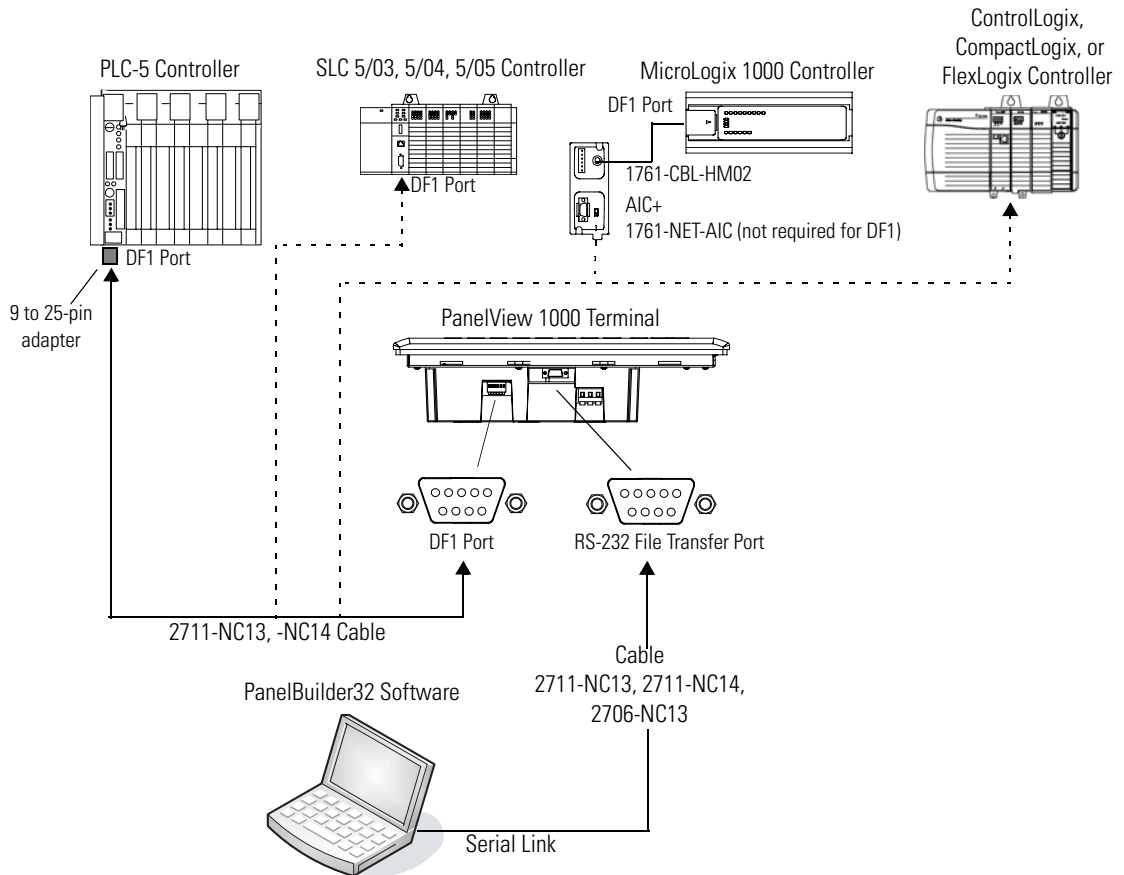 ControlLogix,
CompactLogix, or
FlexLogix Controller
PLC-5 Controller
SLC 5/03, 5/04, 5/05 Controller
MicroLogix 1000 Controller
DF1 Port
1761-CBL-HM02
AIC+
1761-NET-AIC (not required for DF1)
DF1 Port
DF1 Port
9 to 25-pin
adapter
PanelView 1000 Terminal
DF1 Port
RS-232 File Transfer Port
2711-NC13, -NC14 Cable
Cable
2711-NC13, 2711-NC14,
2706-NC13
PanelBuilder32 Software
Serial Link